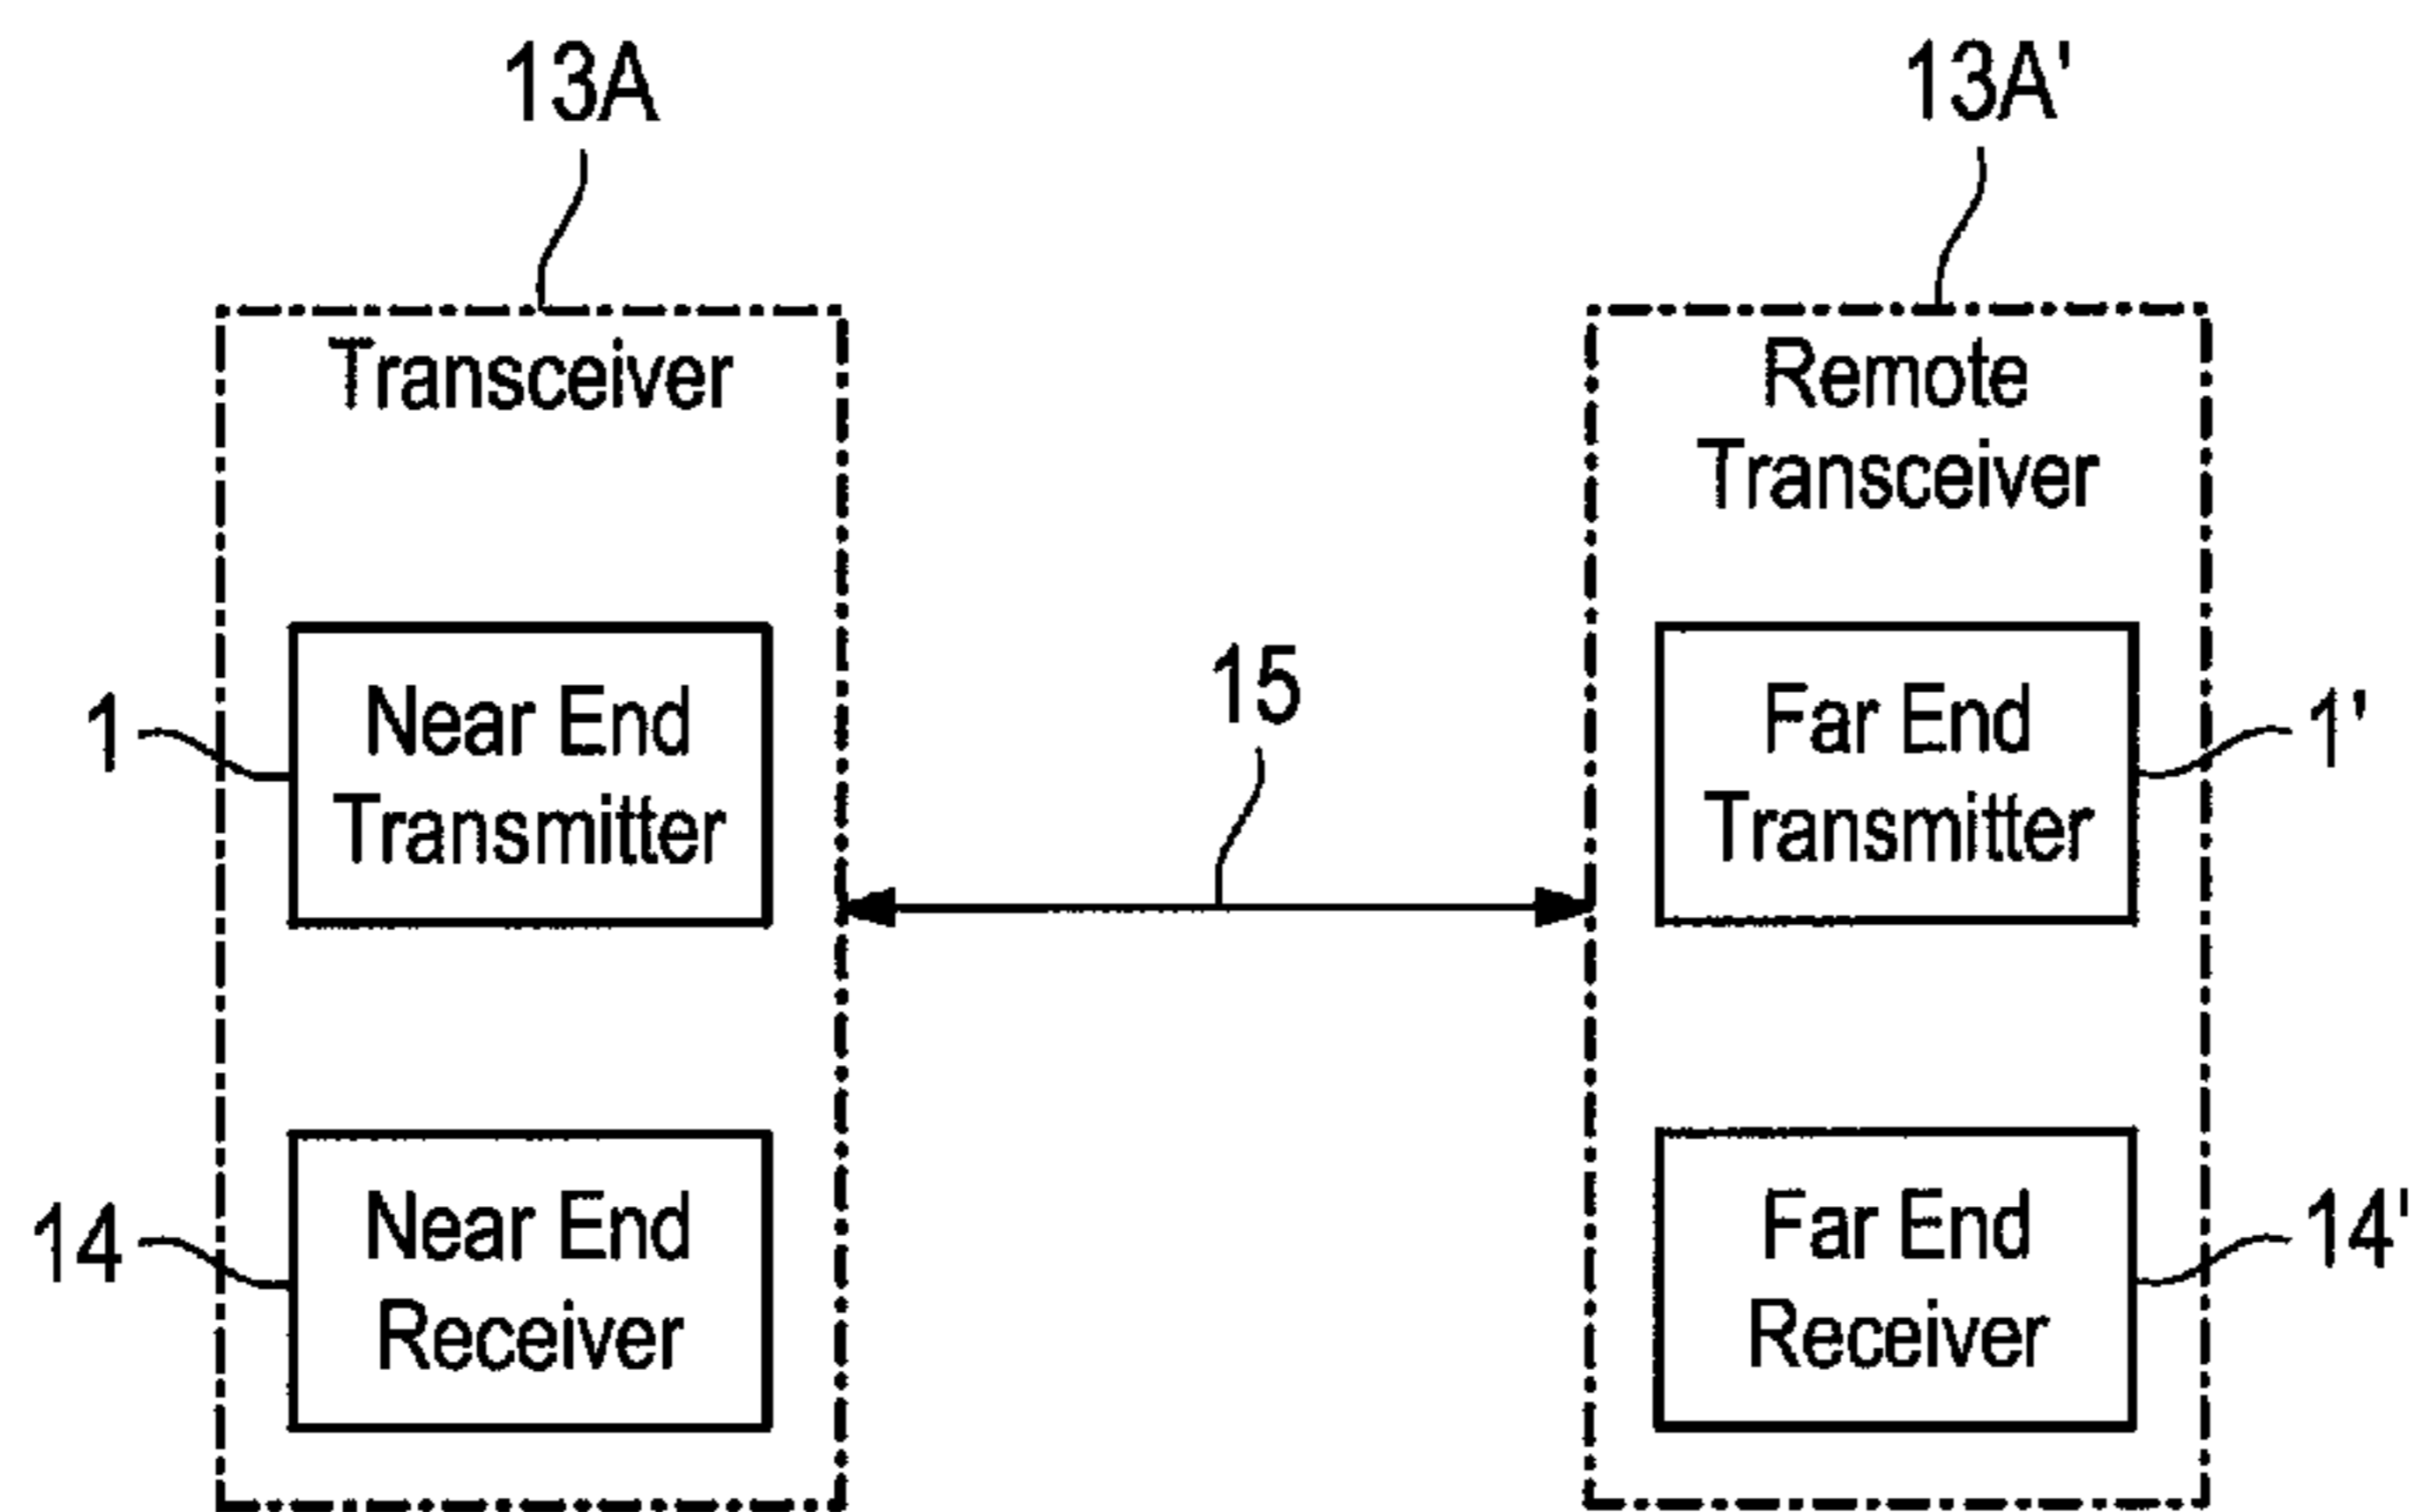 13A
13A'
Transceiver
Remote
Transceiver
1
Near End
Transmitter
15
Far End
Transmitter
1'
14
Near End
Receiver
Far End
Receiver
14'